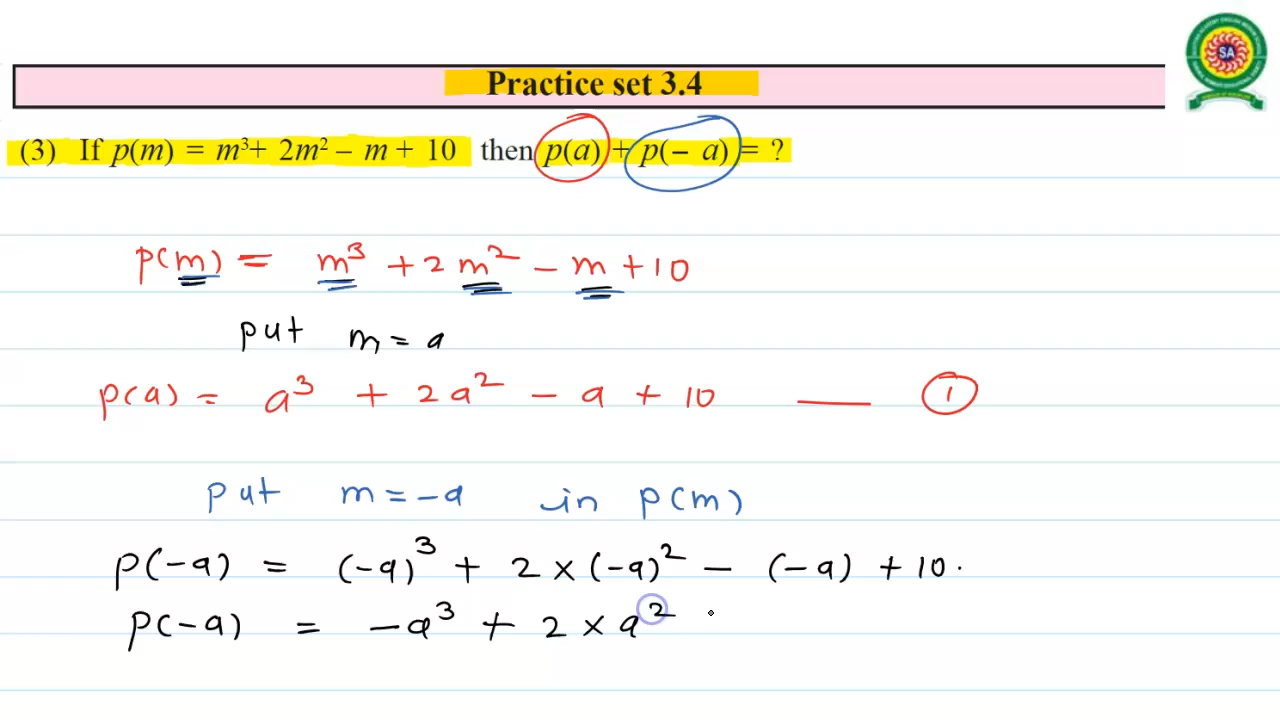 SA
Practice set 3.4
(3) If p(m) = m³+ 2m² – m + 10 then p(a) + p(– a) = ?
p(m) = m³ + 2m² – m + 10
put m = a
p(a) = a³ + 2a² – a + 10 —— ①
put m = –a in p(m)
p(–a) = (–a)³ + 2 × (–a)² – (–a) + 10.
p(–a) = –a³ + 2 × a²